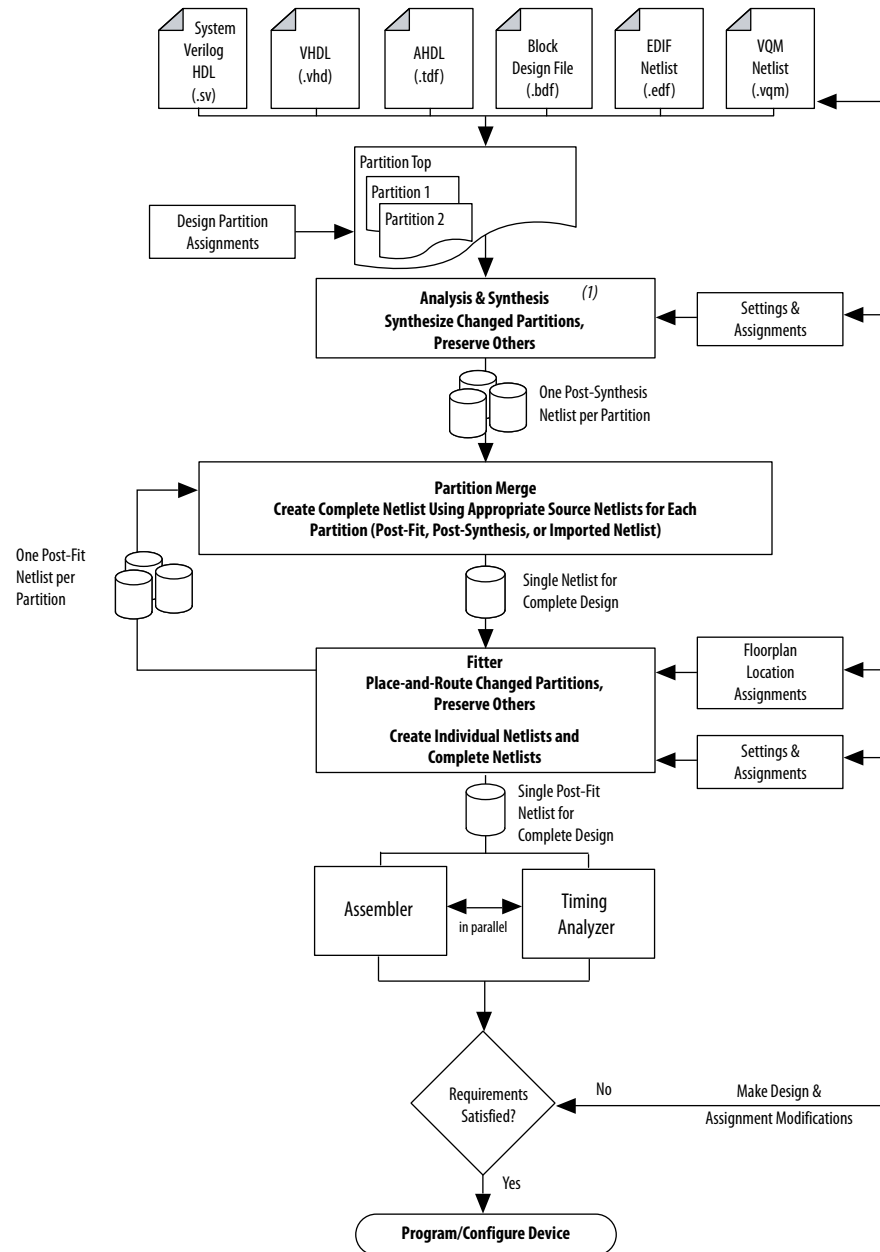 System
Verilog
HDL
(.sv)
VHDL
(.vhd)
AHDL
(.tdf)
Block
Design File
(.bdf)
EDIF
Netlist
(.edf)
VQM
Netlist
(.vqm)
Partition Top
Partition 1
Partition 2
Design Partition
Assignments
Analysis & Synthesis (1)
Synthesize Changed Partitions,
Preserve Others
Settings &
Assignments
One Post-Synthesis
Netlist per Partition
Partition Merge
Create Complete Netlist Using Appropriate Source Netlists for Each
Partition (Post-Fit, Post-Synthesis, or Imported Netlist)
One Post-Fit
Netlist per
Partition
Single Netlist for
Complete Design
Fitter
Place-and-Route Changed Partitions,
Preserve Others
Create Individual Netlists and
Complete Netlists
Floorplan
Location
Assignments
Settings &
Assignments
Single Post-Fit
Netlist for
Complete Design
Assembler
in parallel
Timing
Analyzer
Requirements
Satisfied?
No
Make Design &
Assignment Modifications
Yes
Program/Configure Device